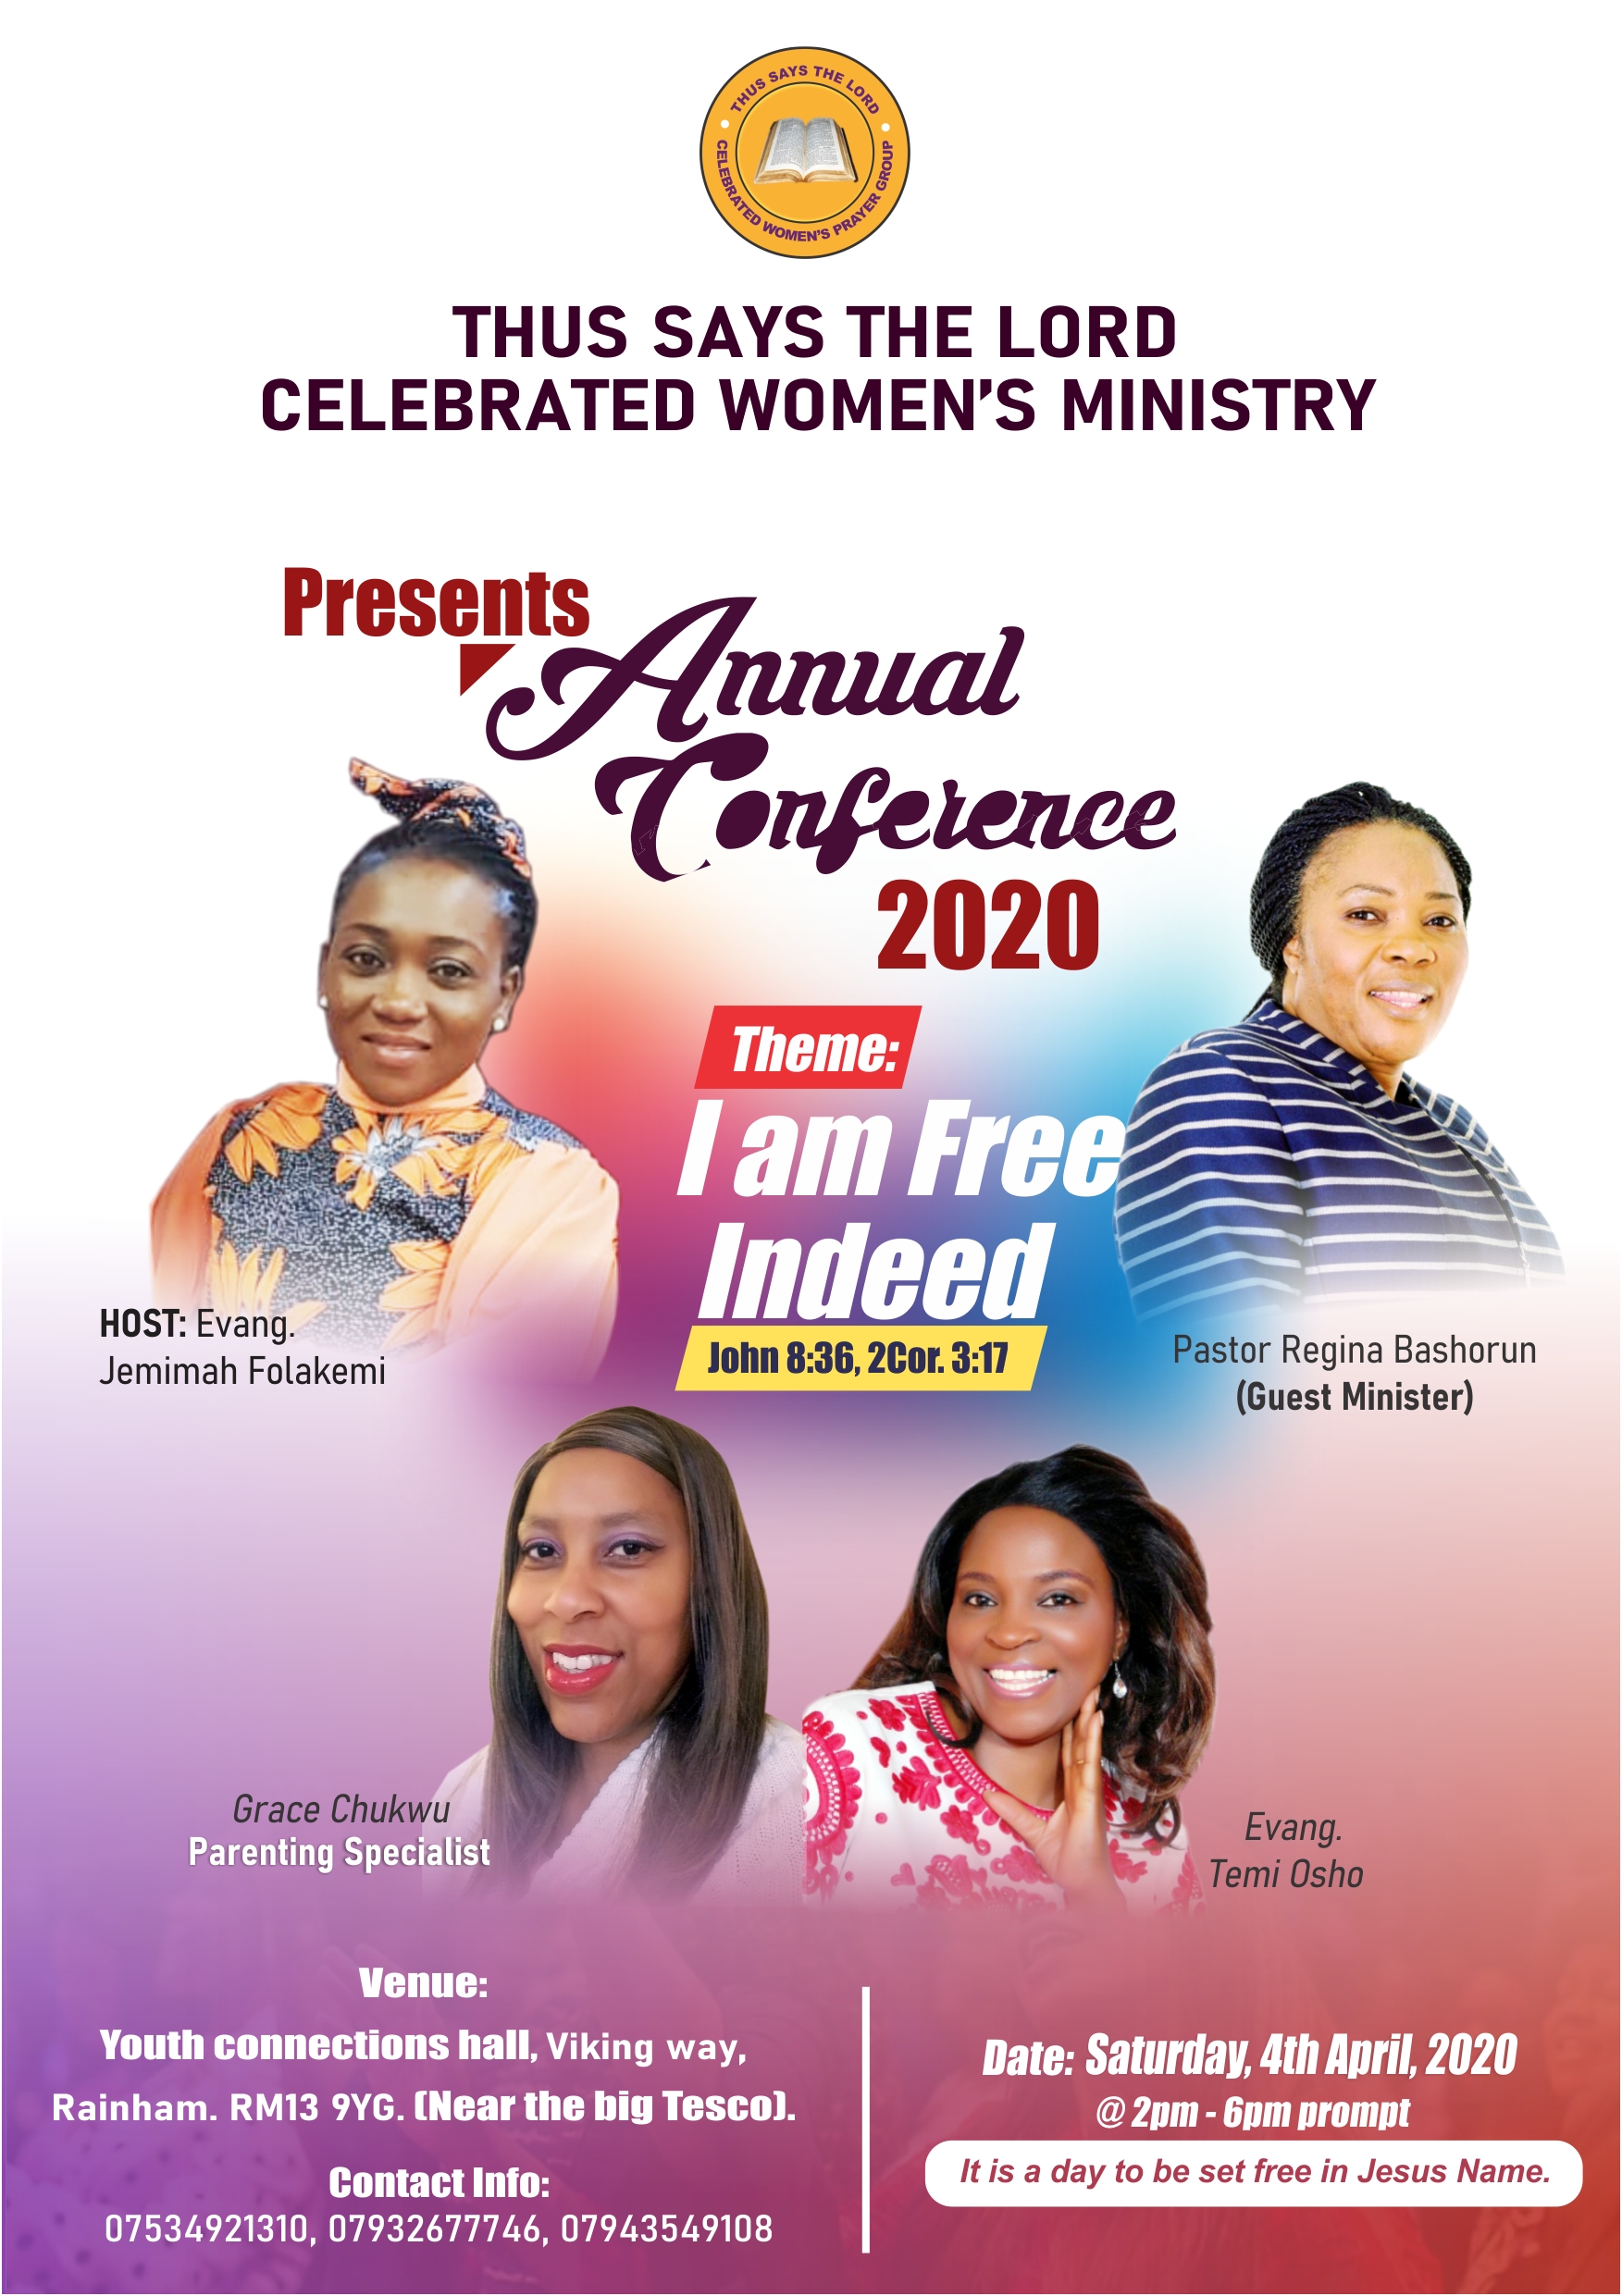 THUS SAYS THE LORD
CELEBRATED WOMEN'S PRAYER GROUP
THUS SAYS THE LORD
CELEBRATED WOMEN'S MINISTRY
Presents
Annual
Conference
2020
Theme:
I am Free
Indeed
John 8:36, 2Cor. 3:17
HOST: Evang.
Jemimah Folakemi
Pastor Regina Bashorun
(Guest Minister)
Grace Chukwu
Parenting Specialist
Evang.
Temi Osho
Venue:
Youth connections hall, Viking way,
Rainham. RM13 9YG. (Near the big Tesco).
Contact Info:
07534921310, 07932677746, 07943549108
Date: Saturday, 4th April, 2020
@ 2pm - 6pm prompt
It is a day to be set free in Jesus Name.